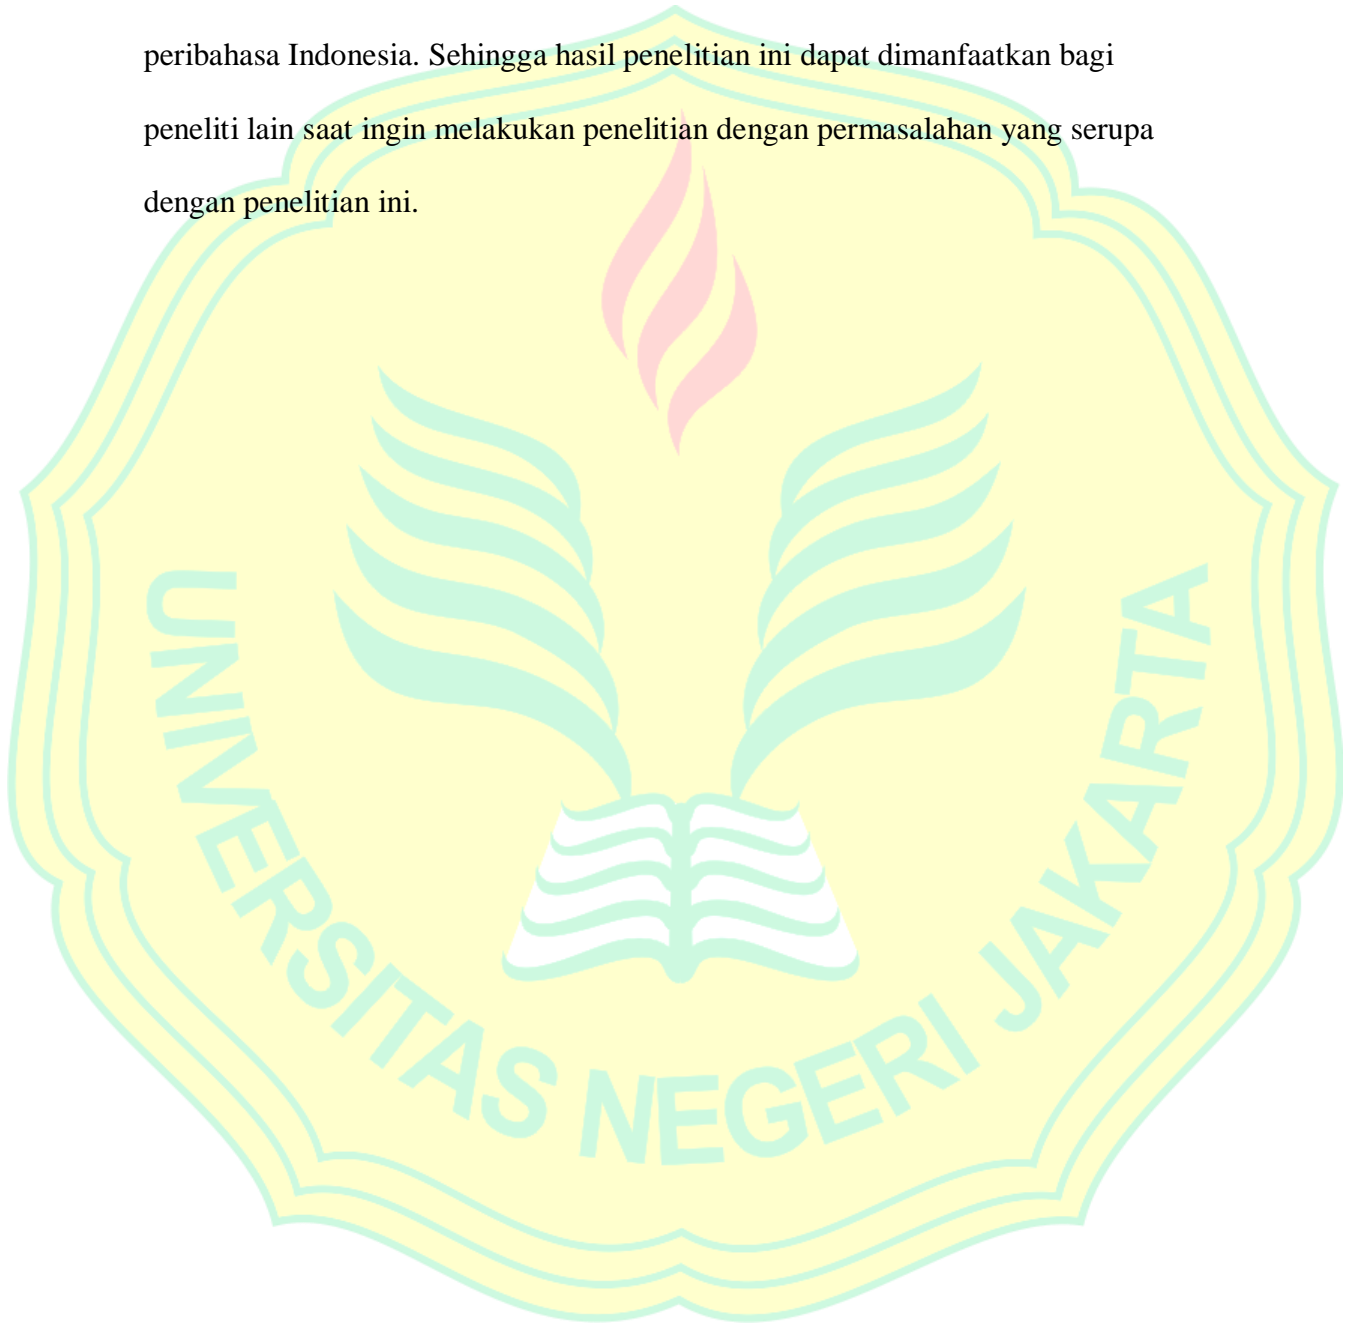 peribahasa Indonesia. Sehingga hasil penelitian ini dapat dimanfaatkan bagi
peneliti lain saat ingin melakukan penelitian dengan permasalahan yang serupa
dengan penelitian ini.
UNIVERSITAS NEGERI JAKARTA